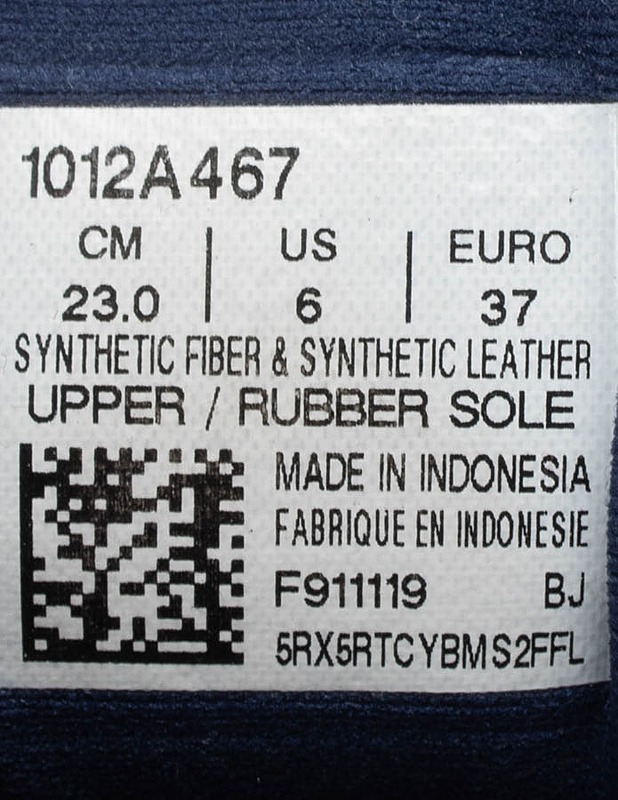 1012A467
CM | US | EURO
23.0 | 6 | 37
SYNTHETIC FIBER & SYNTHETIC LEATHER
UPPER / RUBBER SOLE
MADE IN INDONESIA
FABRIQUE EN INDONESIE
F911119 BJ
5RX5RTCYBMS2FFL